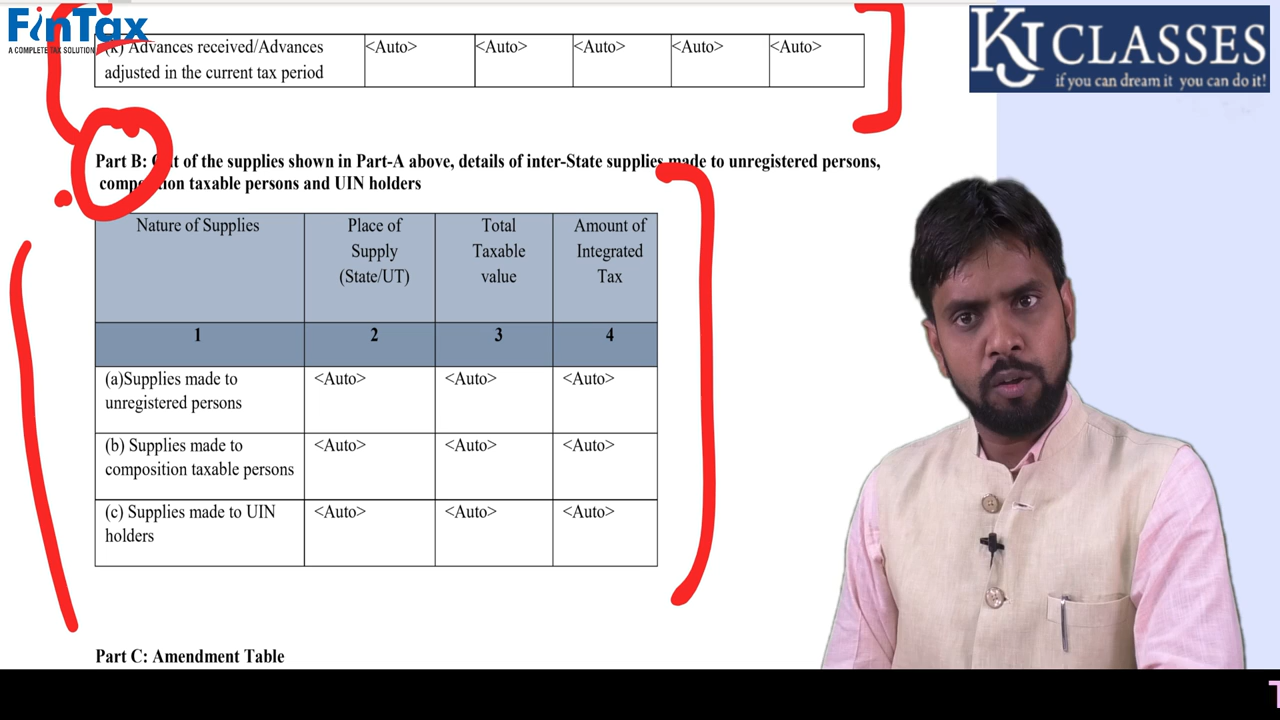 FinTax
A COMPLETE TAX SOLUTION
KJ CLASSES
if you can dream it you can do it!
(k) Advances received/Advances adjusted in the current tax period
<Auto> <Auto> <Auto> <Auto> <Auto>
Part B: Out of the supplies shown in Part-A above, details of inter-State supplies made to unregistered persons,
composition taxable persons and UIN holders
Nature of Supplies
Place of
Supply
(State/UT)
Total
Taxable
value
Amount of
Integrated
Tax
1 2 3 4
(a)Supplies made to
unregistered persons
<Auto> <Auto> <Auto>
(b) Supplies made to
composition taxable persons
<Auto> <Auto> <Auto>
(c) Supplies made to UIN
holders
<Auto> <Auto> <Auto>
Part C: Amendment Table